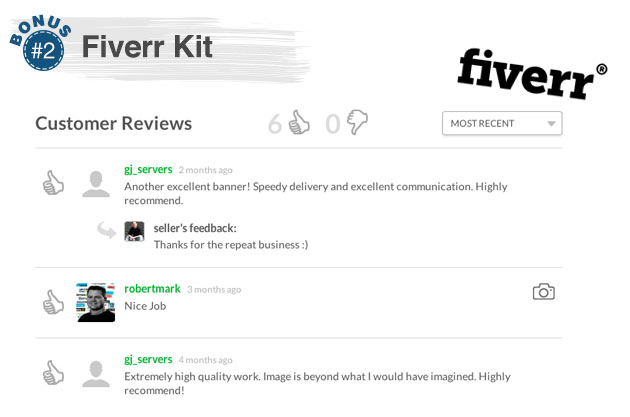 BONUS
#2
Fiverr Kit
fiverr®
Customer Reviews
6
0
MOST RECENT
gj_servers 2 months ago
Another excellent banner! Speedy delivery and excellent communication. Highly
recommend.
seller's feedback:
Thanks for the repeat business :)
robertmark 3 months ago
Nice Job
gj_servers 4 months ago
Extremely high quality work. Image is beyond what I would have imagined. Highly
recommend!